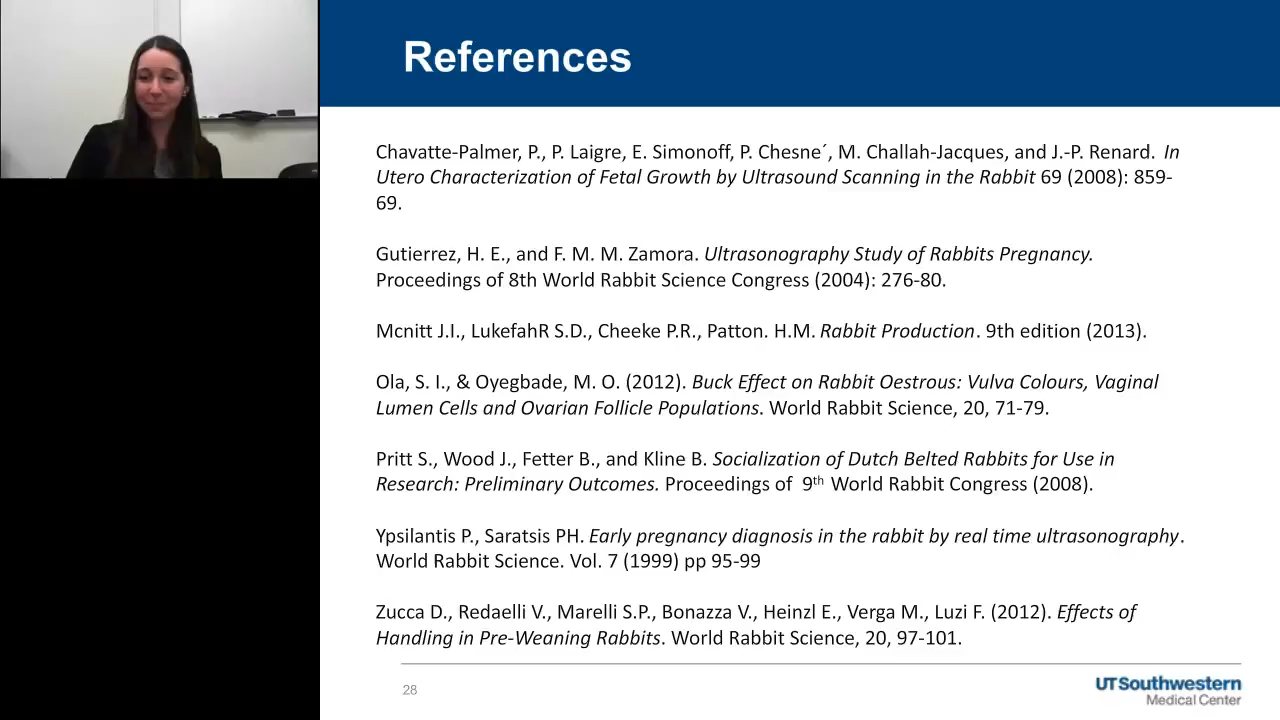 References
Chavatte-Palmer, P., P. Laigre, E. Simonoff, P. Chesne´, M. Challah-Jacques, and J.-P. Renard. In
Utero Characterization of Fetal Growth by Ultrasound Scanning in the Rabbit 69 (2008): 859-
69.
Gutierrez, H. E., and F. M. M. Zamora. Ultrasonography Study of Rabbits Pregnancy.
Proceedings of 8th World Rabbit Science Congress (2004): 276-80.
Mcnitt J.I., LukefahR S.D., Cheeke P.R., Patton. H.M. Rabbit Production. 9th edition (2013).
Ola, S. I., & Oyegbade, M. O. (2012). Buck Effect on Rabbit Oestrous: Vulva Colours, Vaginal
Lumen Cells and Ovarian Follicle Populations. World Rabbit Science, 20, 71-79.
Pritt S., Wood J., Fetter B., and Kline B. Socialization of Dutch Belted Rabbits for Use in
Research: Preliminary Outcomes. Proceedings of 9th World Rabbit Congress (2008).
Ypsilantis P., Saratsis PH. Early pregnancy diagnosis in the rabbit by real time ultrasonography.
World Rabbit Science. Vol. 7 (1999) pp 95-99
Zucca D., Redaelli V., Marelli S.P., Bonazza V., Heinzl E., Verga M., Luzi F. (2012). Effects of
Handling in Pre-Weaning Rabbits. World Rabbit Science, 20, 97-101.
28
UT Southwestern
Medical Center